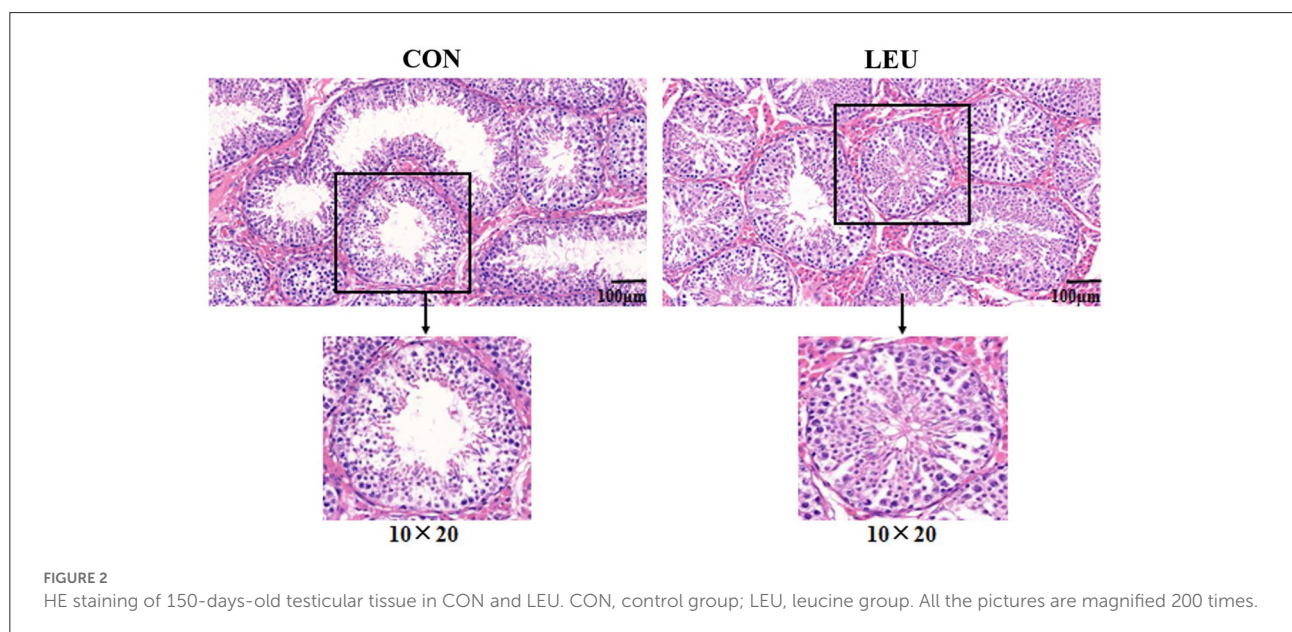 CON
LEU
100μm
100μm
10×20
10×20
FIGURE 2
HE staining of 150-days-old testicular tissue in CON and LEU. CON, control group; LEU, leucine group. All the pictures are magnified 200 times.